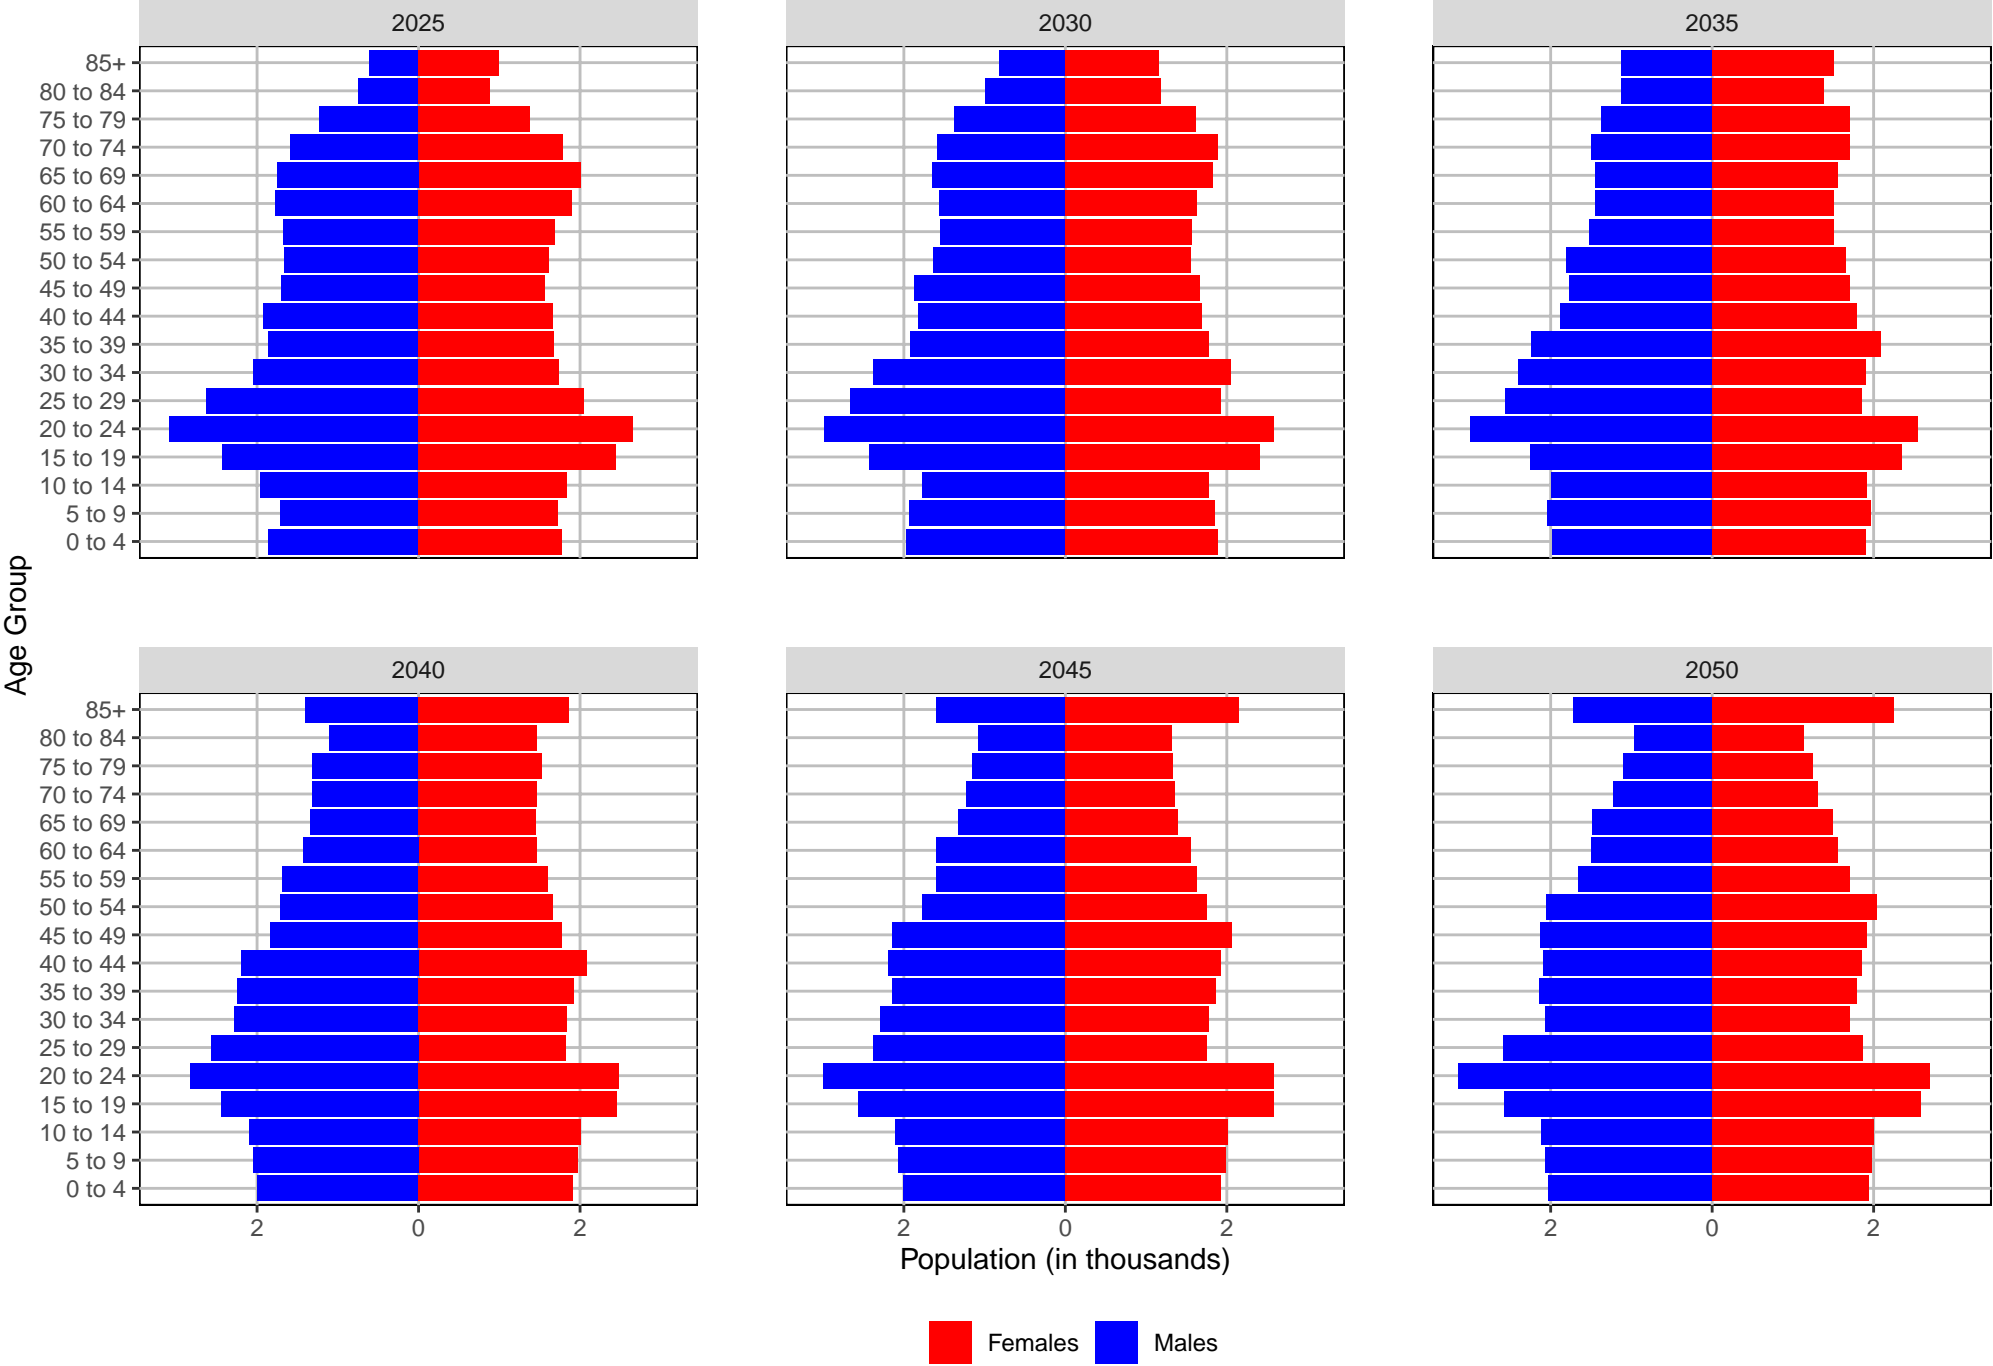 2025
2030
2035
85+
80 to 84
75 to 79
70 to 74
65 to 69
60 to 64
55 to 59
50 to 54
45 to 49
40 to 44
35 to 39
30 to 34
25 to 29
20 to 24
15 to 19
10 to 14
5 to 9
0 to 4
Age Group
2040
2045
2050
85+
80 to 84
75 to 79
70 to 74
65 to 69
60 to 64
55 to 59
50 to 54
45 to 49
40 to 44
35 to 39
30 to 34
25 to 29
20 to 24
15 to 19
10 to 14
5 to 9
0 to 4
2 0 2
2 0 2
2 0 2
Population (in thousands)
Females Males